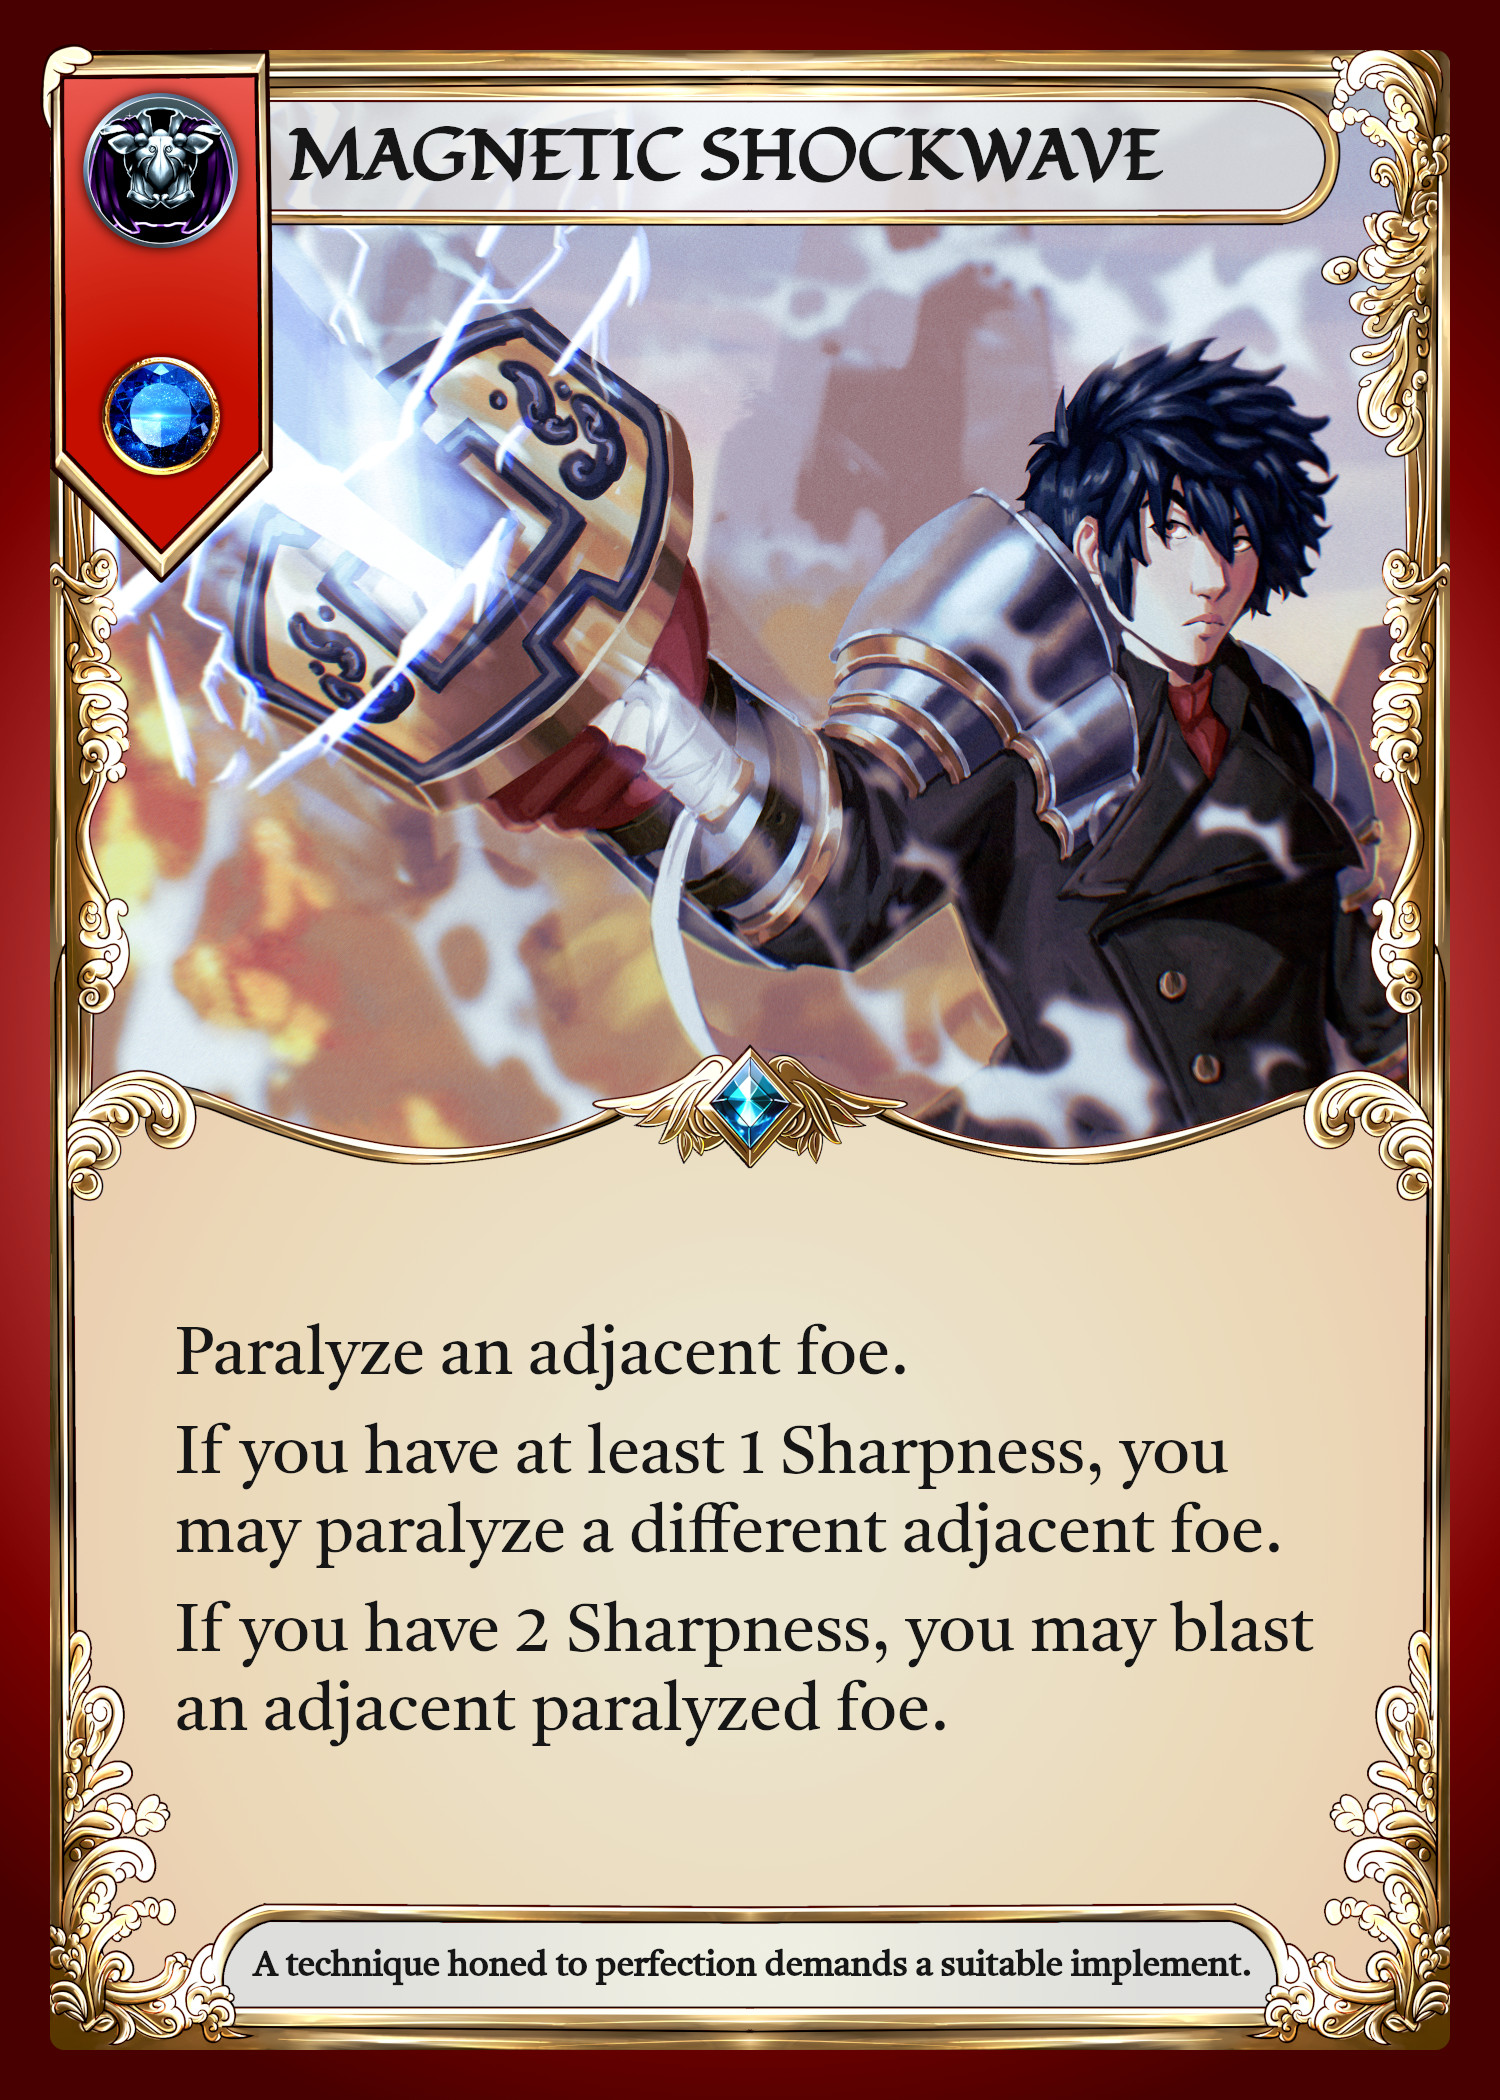 MAGNETIC SHOCKWAVE
Paralyze an adjacent foe.
If you have at least 1 Sharpness, you
may paralyze a different adjacent foe.
If you have 2 Sharpness, you may blast
an adjacent paralyzed foe.
A technique honed to perfection demands a suitable implement.